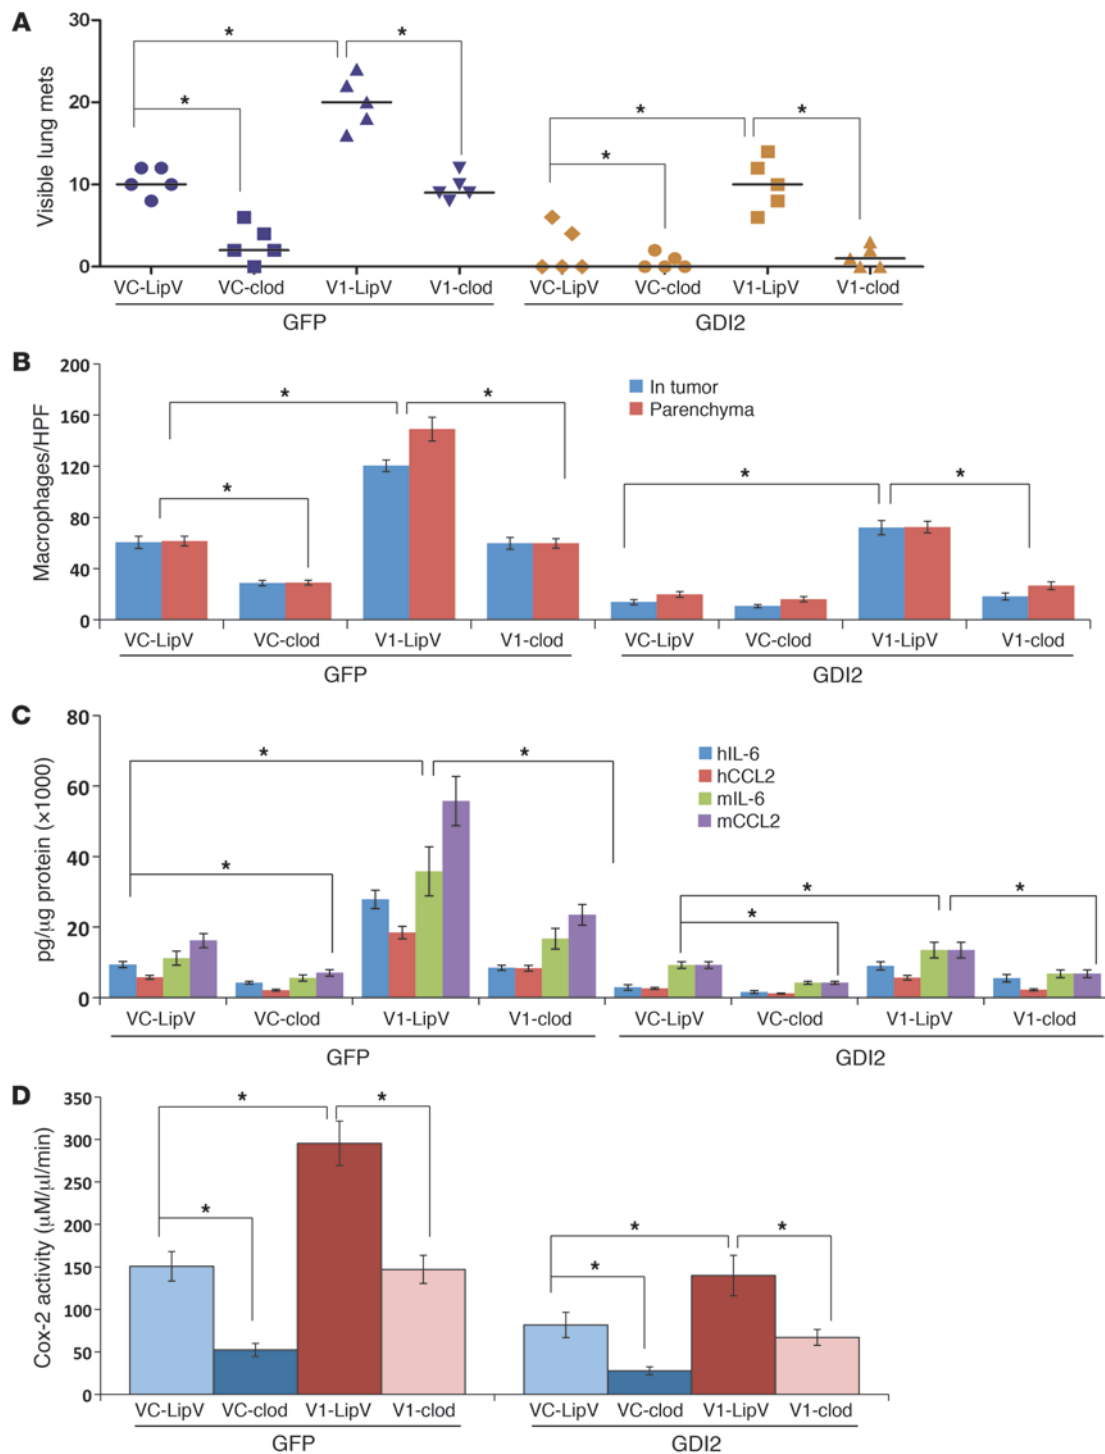 A
Visible lung mets
30
20
10
0
* * * * * *
VC-LipV VC-clod V1-LipV V1-clod VC-LipV VC-clod V1-LipV V1-clod
GFP GDI2
B
Macrophages/HPF
200
160
120
80
40
0
In tumor
Parenchyma
* * * * *
VC-LipV VC-clod V1-LipV V1-clod VC-LipV VC-clod V1-LipV V1-clod
GFP GDI2
C
pg/µg protein (×1000)
80
60
40
20
0
hIL-6
hCCL2
mIL-6
mCCL2
* * * * * *
VC-LipV VC-clod V1-LipV V1-clod VC-LipV VC-clod V1-LipV V1-clod
GFP GDI2
D
Cox-2 activity (µM/µl/min)
350
300
250
200
150
100
50
0
* * * * * *
VC-LipV VC-clod V1-LipV V1-clod VC-LipV VC-clod V1-LipV V1-clod
GFP GDI2